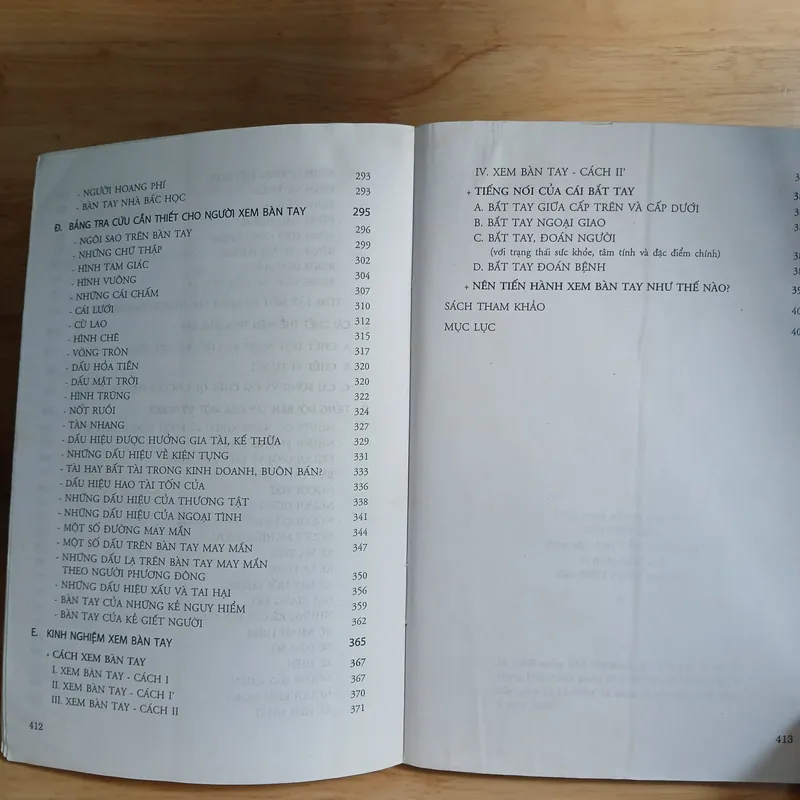 - NGƯỜI HOANG PHÍ 293
- BÀN TAY NHÀ BÁC HỌC 293
Đ. BẢNG TRA CỨU CẦN THIẾT CHO NGƯỜI XEM BÀN TAY 295
- NGÔI SAO TRÊN BÀN TAY 296
- NHỮNG CHỮ THẬP 299
- HÌNH TAM GIÁC 302
- HÌNH VUÔNG 304
- NHỮNG CÁI CHẤM 307
- CÁI LƯỚI 310
- CÙ LAO 312
- HÌNH CHẼ 315
- VÒNG TRÒN 317
- DẤU HỎA TIỄN 320
- DẤU MẶT TRỜI 320
- HÌNH TRŨNG 322
- NỐT RUỒI 324
- TÀN NHANG 327
- DẤU HIỆU ĐƯỢC HƯỞNG GIA TÀI, KẾ THỪA 329
- NHỮNG DẤU HIỆU VỀ KIỆN TỤNG 331
- TÀI HAY BẤT TÀI TRONG KINH DOANH, BUÔN BÁN? 333
- DẤU HIỆU HAO TÀI TỐN CỦA 336
- NHỮNG DẤU HIỆU CỦA THƯƠNG TẬT 338
- NHỮNG DẤU HIỆU CỦA NGOẠI TÌNH 341
- MỘT SỐ ĐƯỜNG MAY MẮN 344
- MỘT SỐ DẤU TRÊN BÀN TAY MAY MẮN 347
- NHỮNG DẤU LẠ TRÊN BÀN TAY MAY MẮN
THEO NGƯỜI PHƯƠNG ĐÔNG 350
- NHỮNG DẤU HIỆU XẤU VÀ TAI HẠI 356
- BÀN TAY CỦA NHỮNG KẺ NGUY HIỂM 359
- BÀN TAY CỦA KẺ GIẾT NGƯỜI 362
E. KINH NGHIỆM XEM BÀN TAY 365
+ CÁCH XEM BÀN TAY 367
I. XEM BÀN TAY - CÁCH I 367
II. XEM BÀN TAY - CÁCH I' 370
III. XEM BÀN TAY - CÁCH II 371
412
IV. XEM BÀN TAY - CÁCH II'
+ TIẾNG NÓI CỦA CÁI BẮT TAY
A. BẮT TAY GIỮA CẤP TRÊN VÀ CẤP DƯỚI
B. BẮT TAY NGOẠI GIAO
C. BẮT TAY, ĐOÁN NGƯỜI
(với trạng thái sức khỏe, tâm tính và đặc điểm chính)
D. BẮT TAY ĐOÁN BỆNH
+ NÊN TIẾN HÀNH XEM BÀN TAY NHƯ THẾ NÀO?
SÁCH THAM KHẢO
MỤC LỤC
413